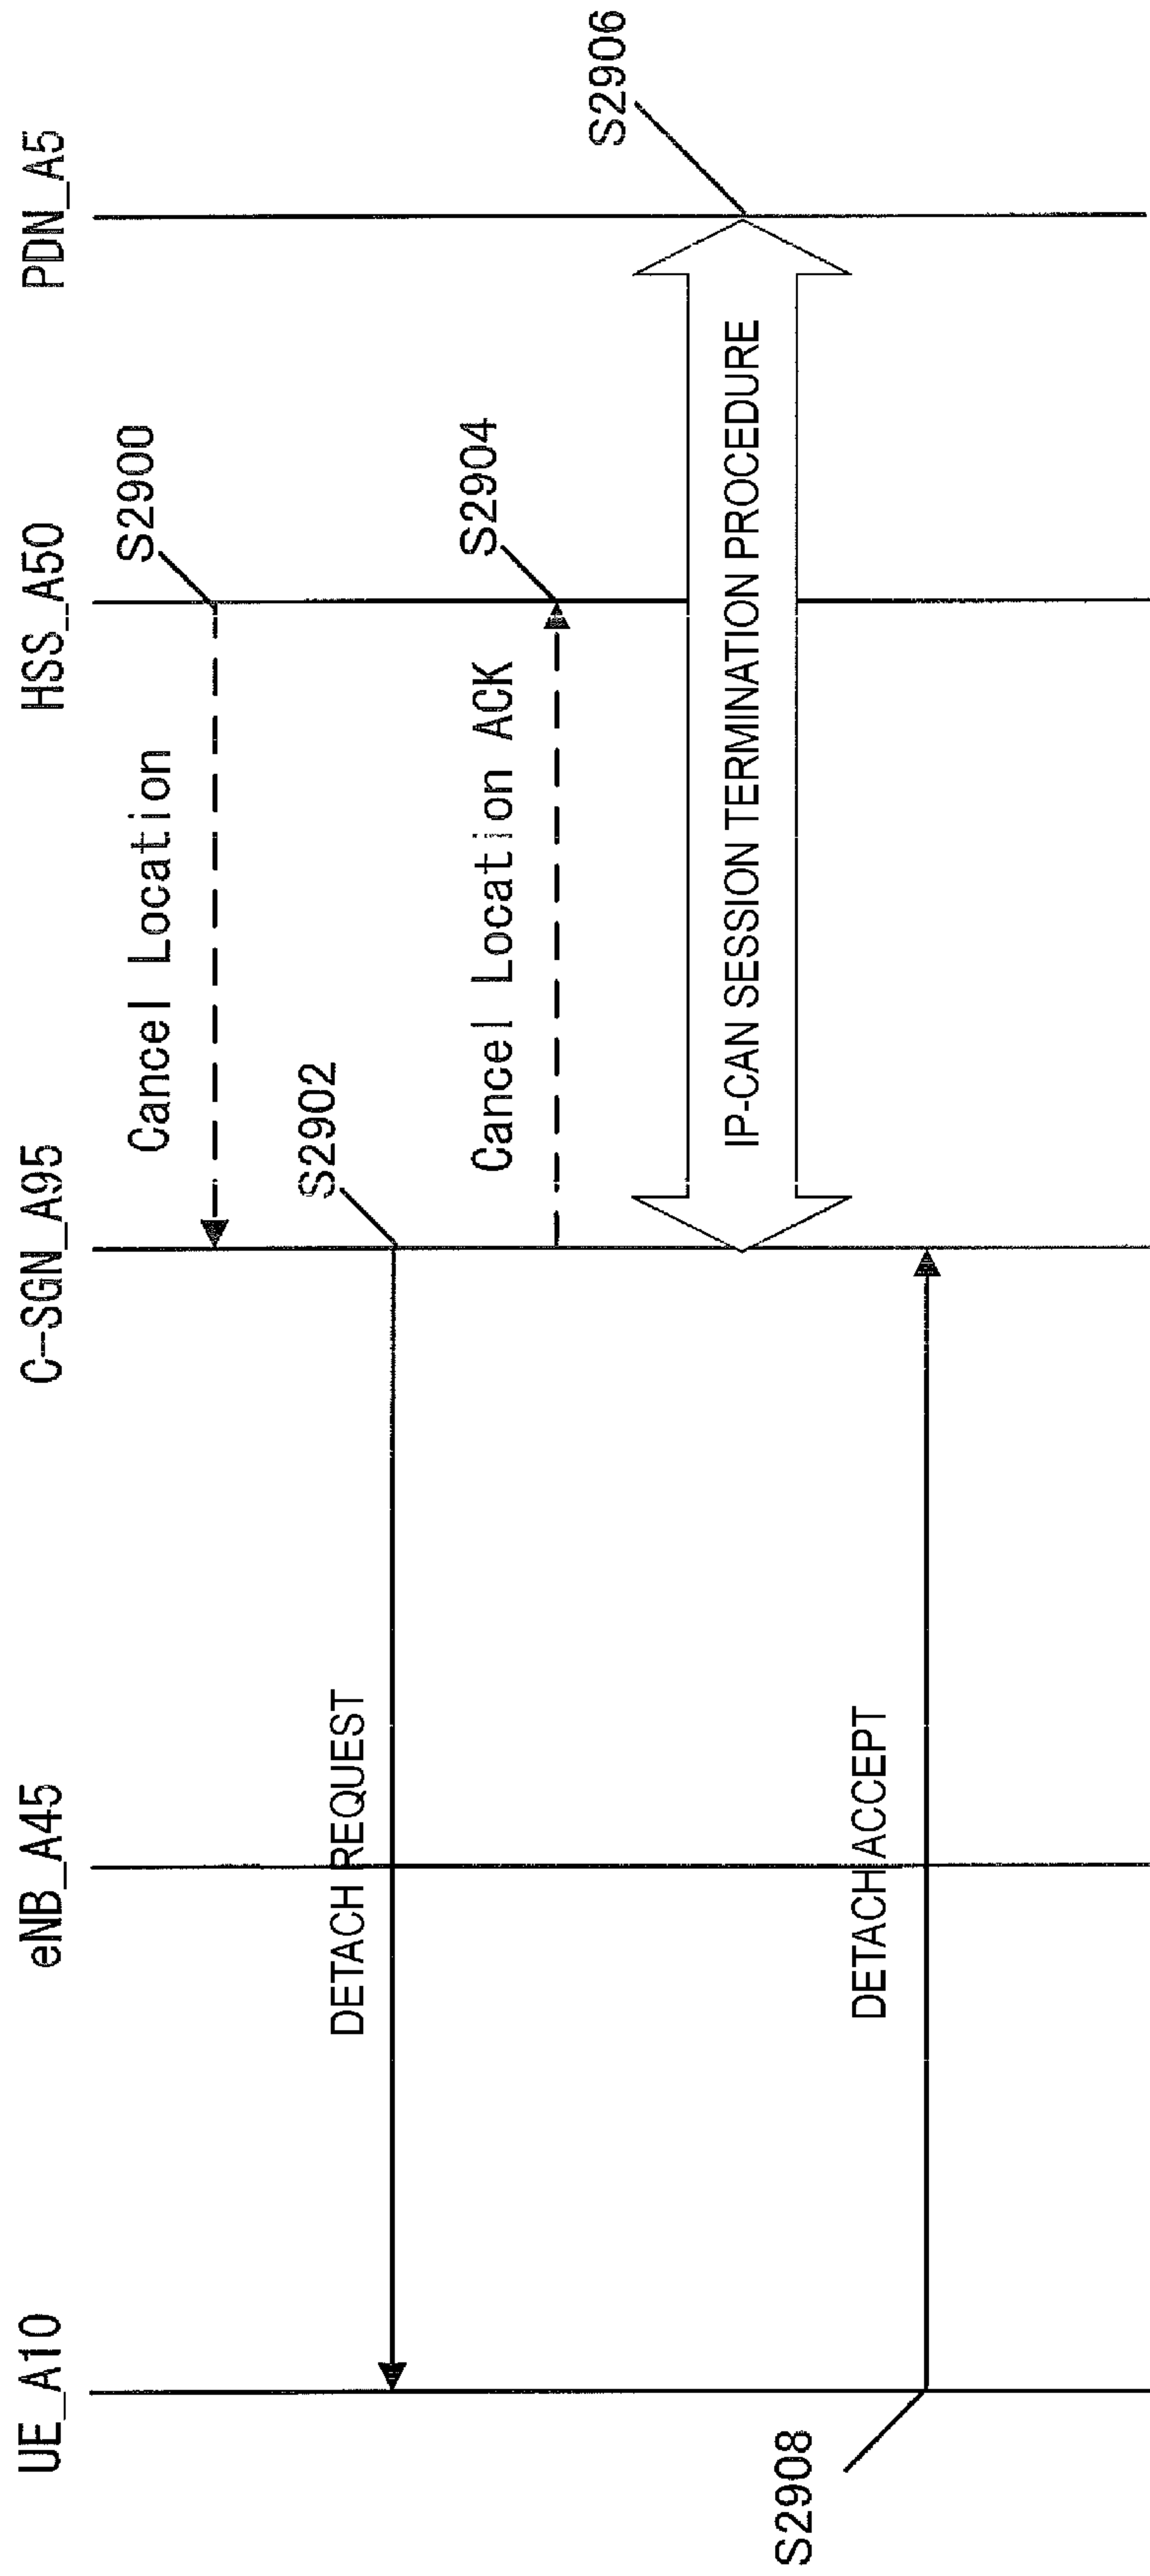 UE_A10
eNB_A45
C-SGN_A95
HSS_A50
PDN_A5
S2900
Cancel Location
S2902
DETACH REQUEST
S2904
Cancel Location ACK
S2906
IP-CAN SESSION TERMINATION PROCEDURE
DETACH ACCEPT
S2908